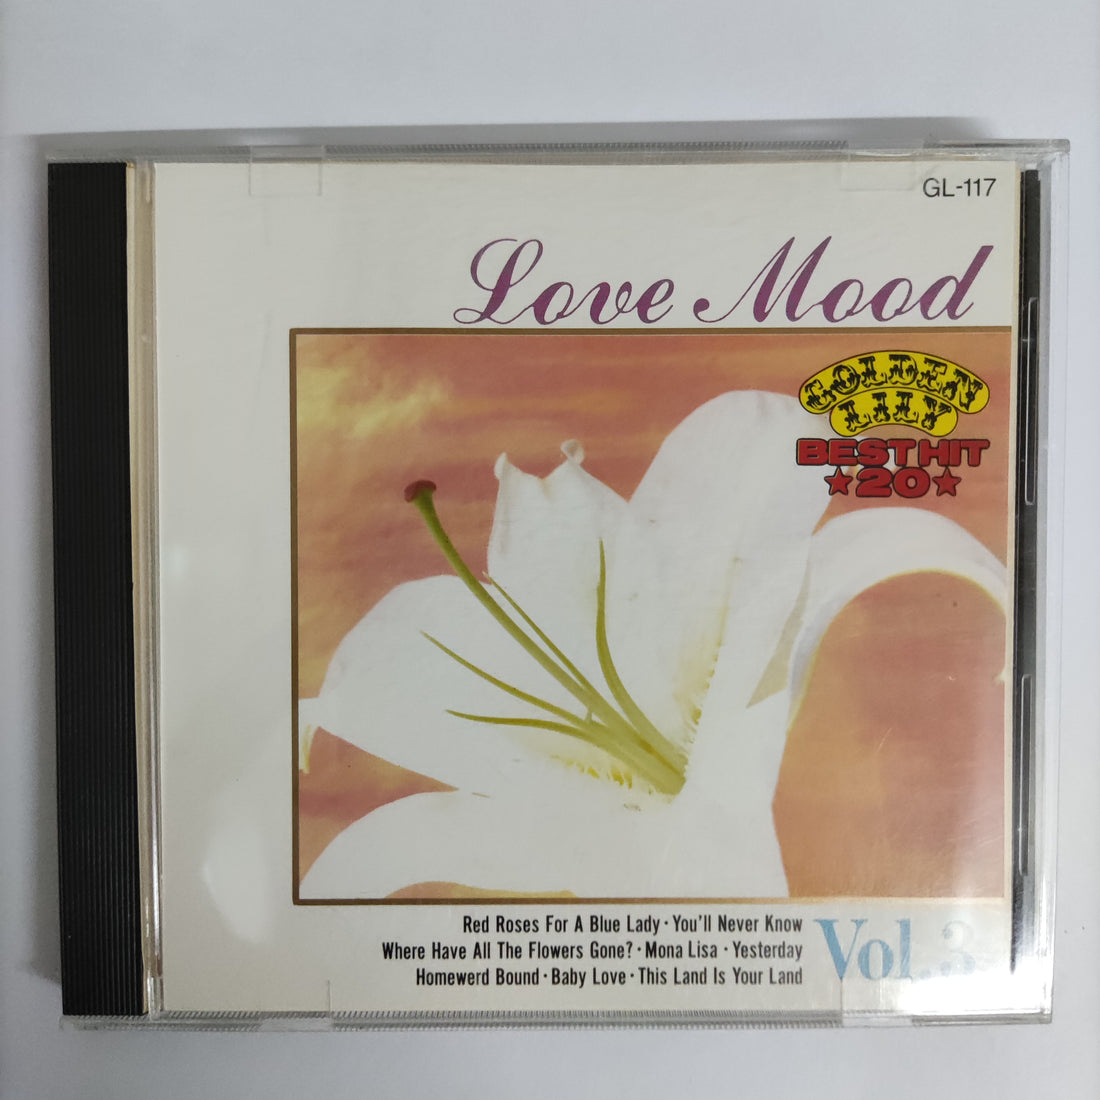 GL-117
Love Mood
GOLDEN
LILY
BEST HIT
★20★
Red Roses For A Blue Lady・You'll Never Know
Where Have All The Flowers Gone?・Mona Lisa・Yesterday
Homewerd Bound・Baby Love・This Land Is Your Land
Vol.3